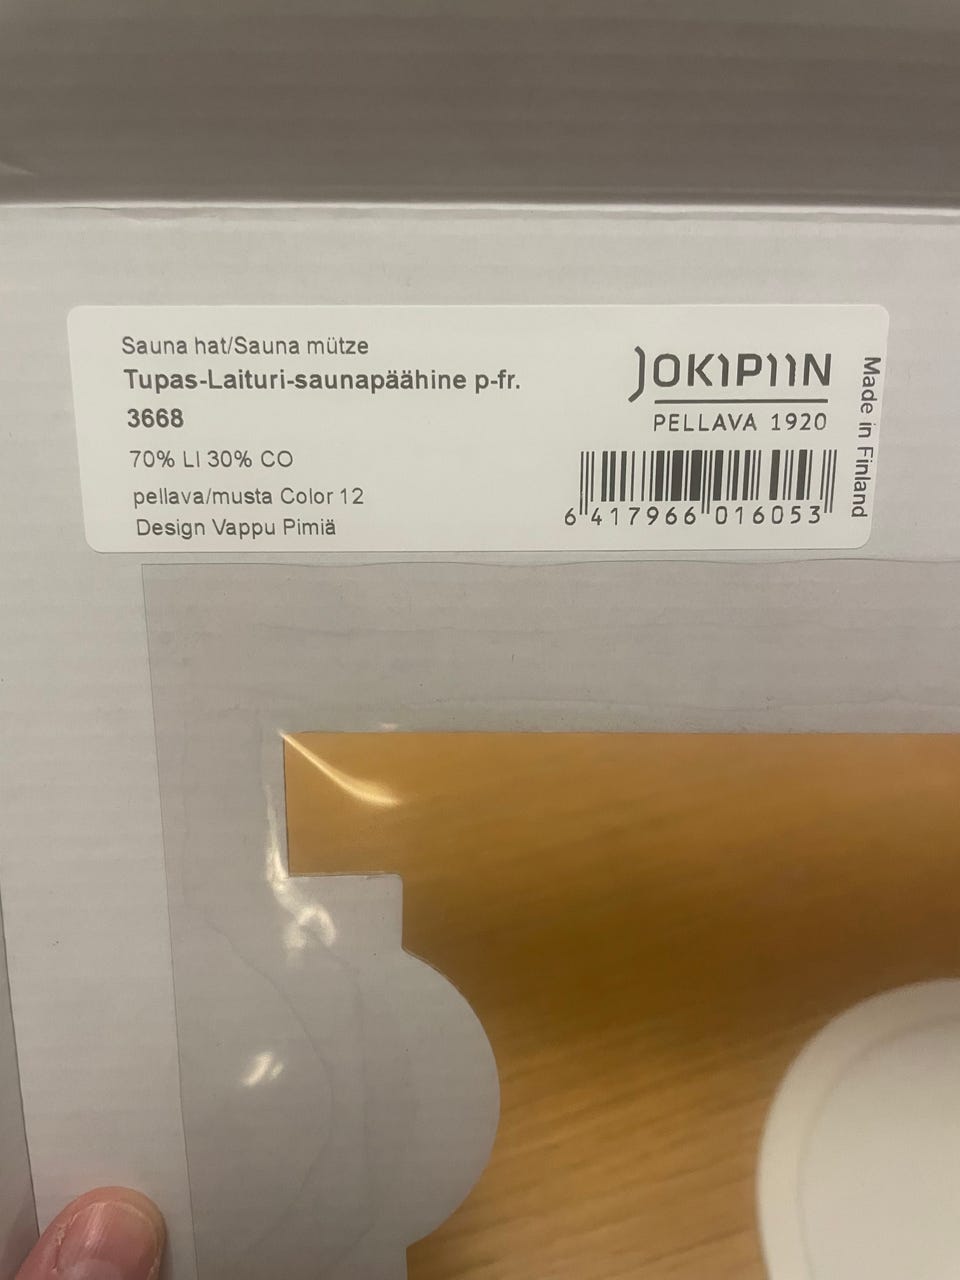 Sauna hat/Sauna mütze
Tupas-Laituri-saunapäähine p-fr.
3668
70% LI 30% CO
pellava/musta Color 12
Design Vappu Pimiä
JOKIPIIN
PELLAVA 1920
6 417966 016053
Made in Finland